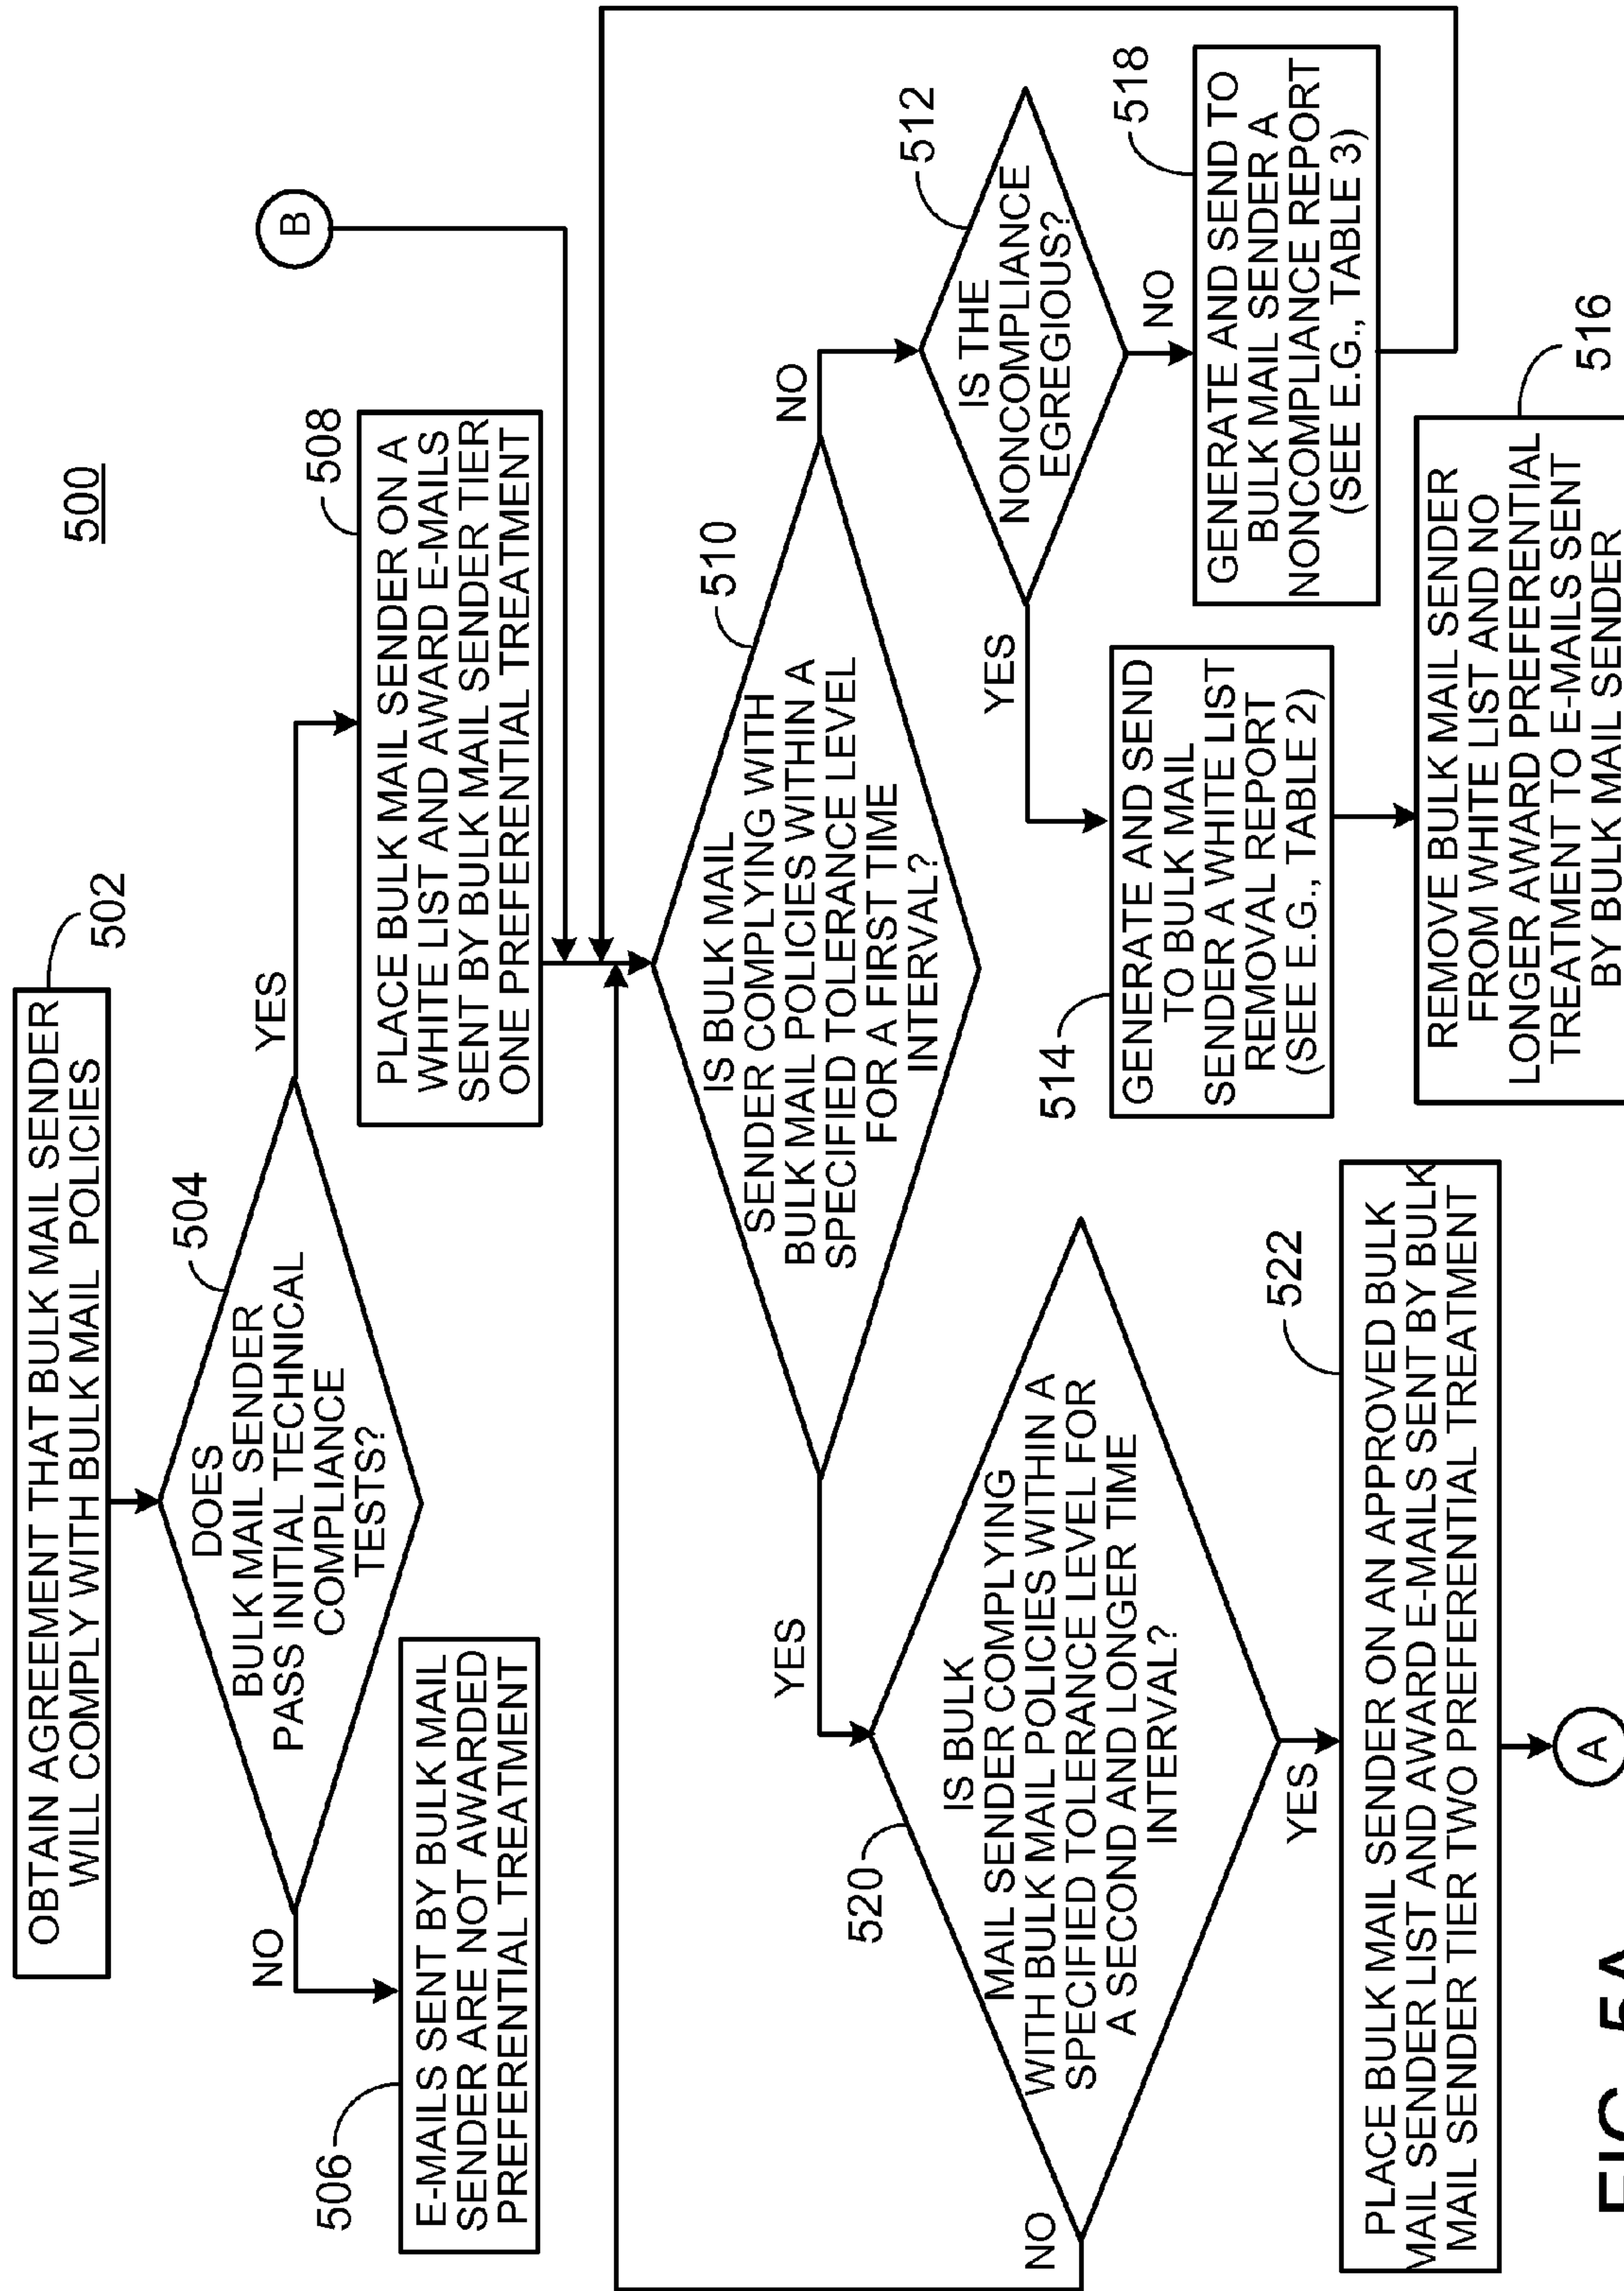 500
OBTAIN AGREEMENT THAT BULK MAIL SENDER
WILL COMPLY WITH BULK MAIL POLICIES
502
DOES
BULK MAIL SENDER
PASS INITIAL TECHNICAL
COMPLIANCE
TESTS?
504
NO
YES
E-MAILS SENT BY BULK MAIL
SENDER ARE NOT AWARDED
PREFERENTIAL TREATMENT
506
PLACE BULK MAIL SENDER ON A
WHITE LIST AND AWARD E-MAILS
SENT BY BULK MAIL SENDER TIER
ONE PREFERENTIAL TREATMENT
508
B
IS BULK MAIL
SENDER COMPLYING WITH
BULK MAIL POLICIES WITHIN A
SPECIFIED TOLERANCE LEVEL
FOR A FIRST TIME
INTERVAL?
510
YES
NO
IS THE
NONCOMPLIANCE
EGREGIOUS?
512
YES
NO
GENERATE AND SEND
TO BULK MAIL
SENDER A WHITE LIST
REMOVAL REPORT
(SEE E.G., TABLE 2)
514
GENERATE AND SEND TO
BULK MAIL SENDER A
NONCOMPLIANCE REPORT
(SEE E.G., TABLE 3)
518
REMOVE BULK MAIL SENDER
FROM WHITE LIST AND NO
LONGER AWARD PREFERENTIAL
TREATMENT TO E-MAILS SENT
BY BULK MAIL SENDER
516
IS BULK
MAIL SENDER COMPLYING
WITH BULK MAIL POLICIES WITHIN A
SPECIFIED TOLERANCE LEVEL FOR
A SECOND AND LONGER TIME
INTERVAL?
520
NO
YES
PLACE BULK MAIL SENDER ON AN APPROVED BULK
MAIL SENDER LIST AND AWARD E-MAILS SENT BY BULK
MAIL SENDER TIER TWO PREFERENTIAL TREATMENT
522
A
FIG. 5A